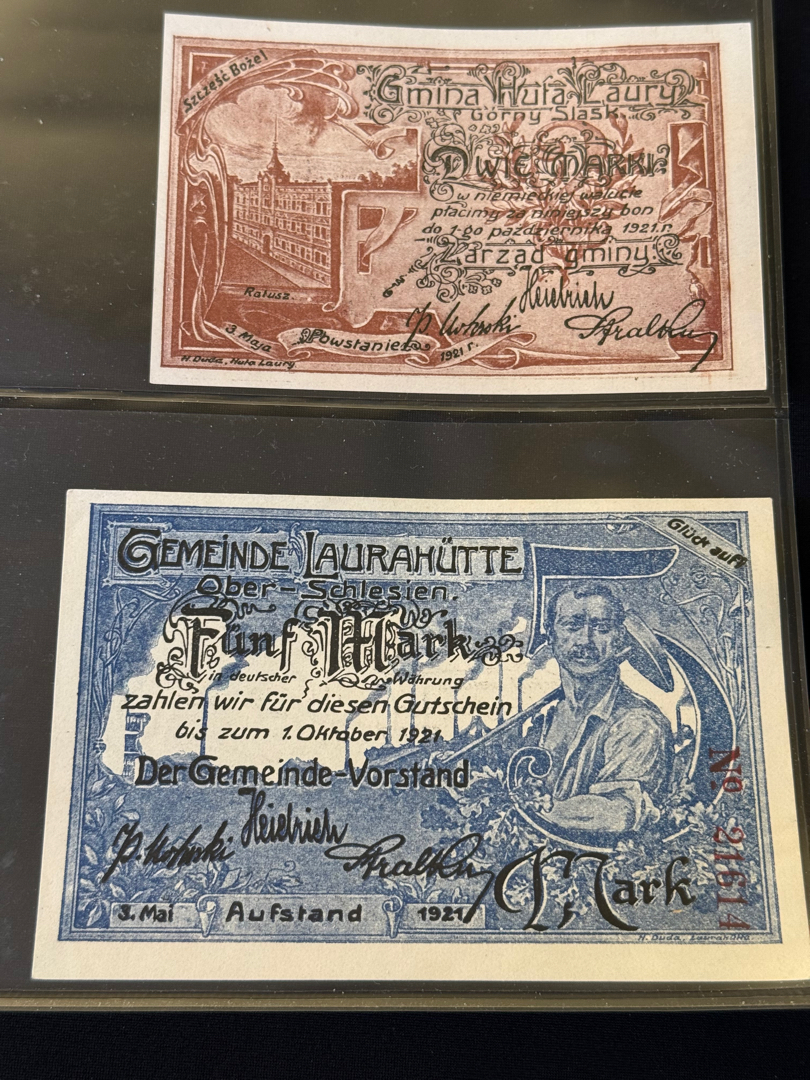 Szczęść Boże!
Gmina Huta Laury
Górny Śląsk.
Dwie Marki
w niemieckiej walucie
płacimy za niniejszy bon
do 1-go października 1921.r.
Zarząd gminy:
Ratusz.
Heidrich
3 Maja
Powstanie
1921 r.
H. Duda, Huta Laury.
Glück auf!
GEMEINDE LAURAHÜTTE
Ober-Schlesien.
Fünf Mark
in deutscher Währung
zahlen wir für diesen Gutschein
bis zum 1. Oktober 1921
Der Gemeinde-Vorstand
Heidrich
5 Mark
3. Mai Aufstand 1921
No. 21614
H. Duda, Laurahütte